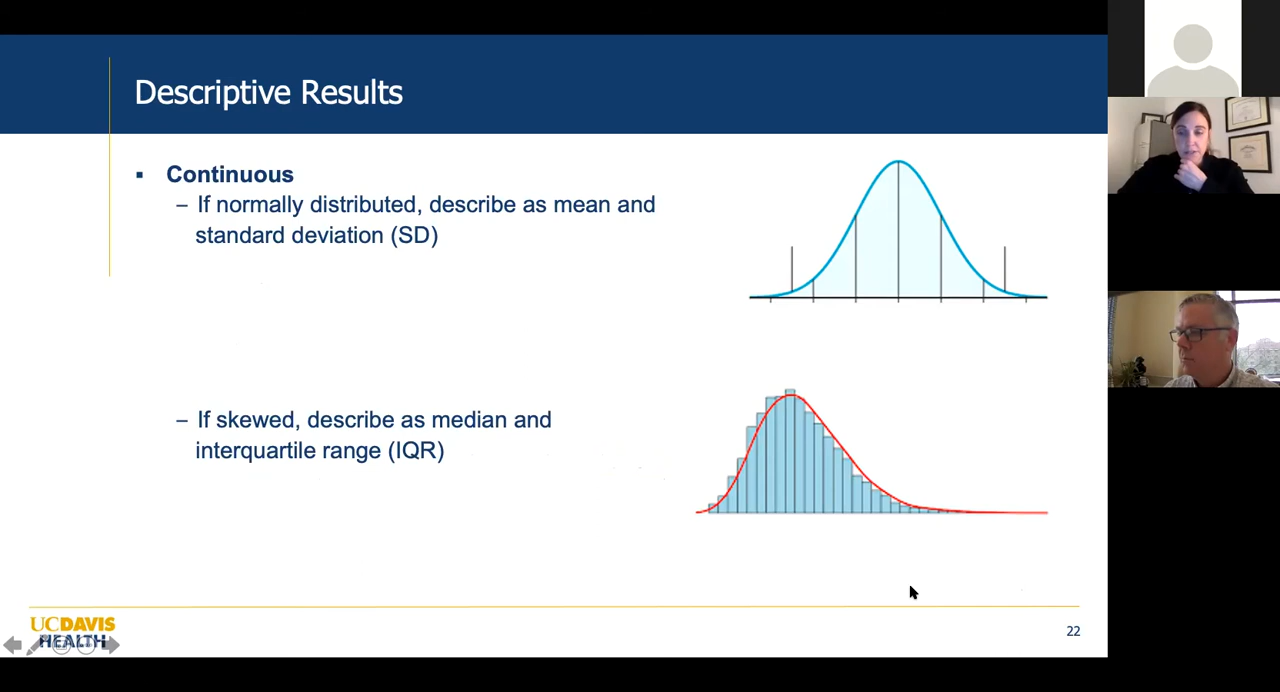 Descriptive Results
▪ Continuous
– If normally distributed, describe as mean and
standard deviation (SD)
– If skewed, describe as median and
interquartile range (IQR)
UCDAVIS
HEALTH
22